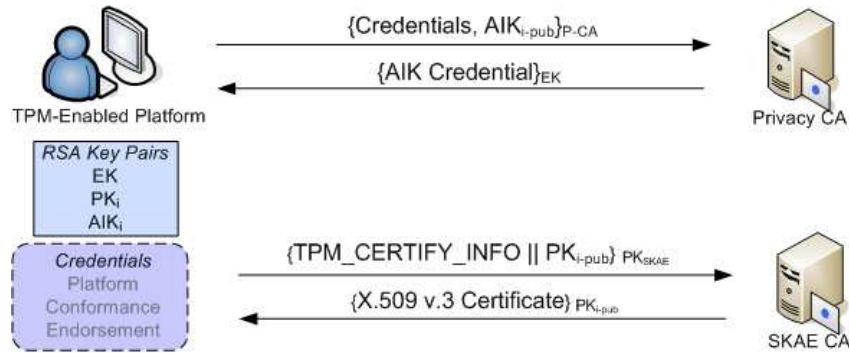 {Credentials, AIKi-pub}P-CA
{AIK Credential}EK
TPM-Enabled Platform
Privacy CA
RSA Key Pairs
EK
PKi
AIKi
Credentials
Platform
Conformance
Endorsement
{TPM_CERTIFY_INFO || PKi-pub} PKSKAE
{X.509 v.3 Certificate} PKi-pub
SKAE CA